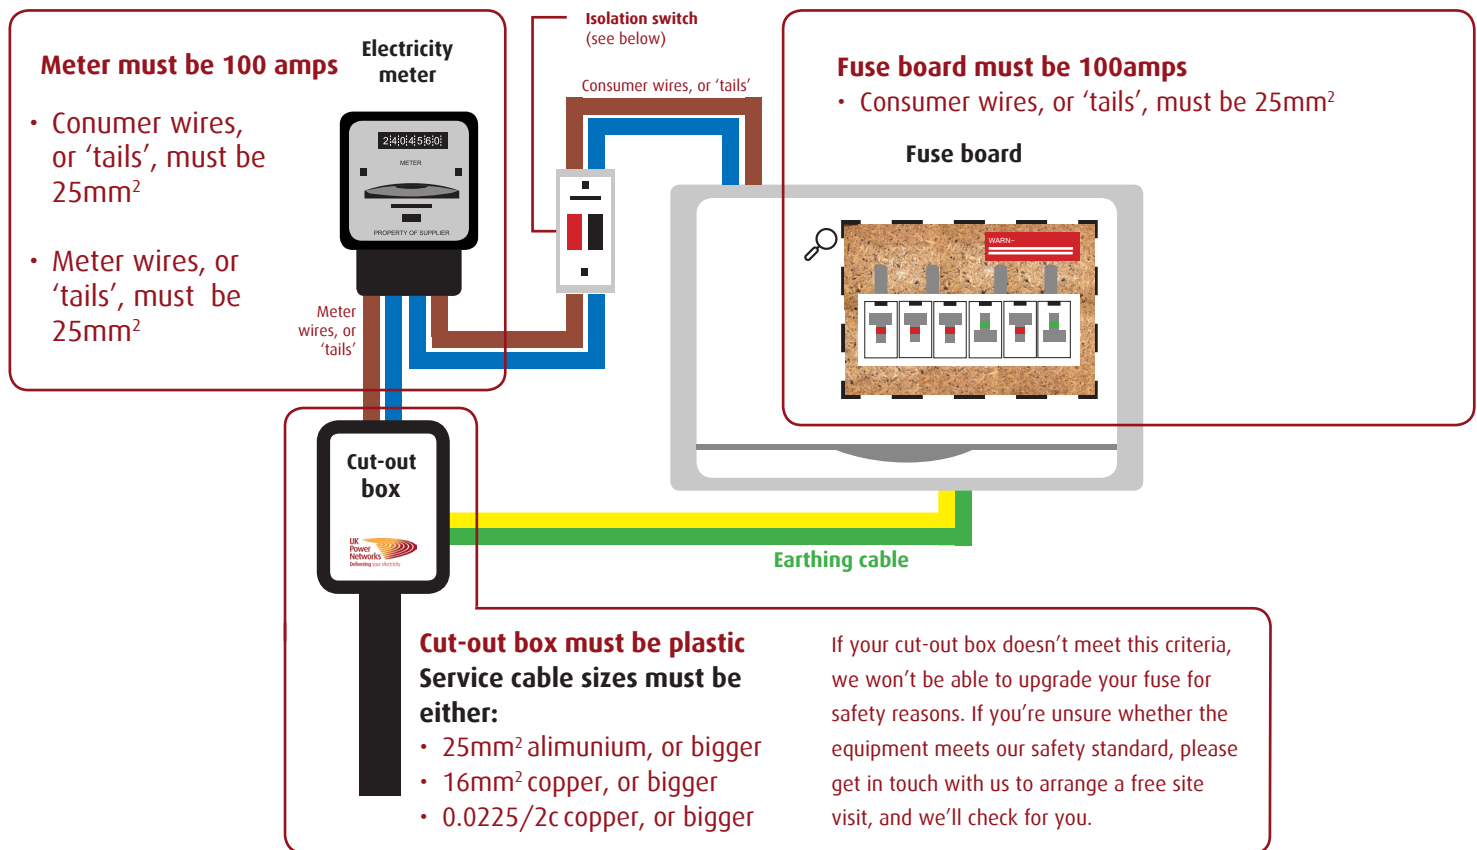 Meter must be 100 amps
• Conumer wires,
or ‘tails’, must be
25mm²
• Meter wires, or
‘tails’, must be
25mm²
Electricity
meter
2404560
METER
PROPERTY OF SUPPLIER
Meter
wires, or
‘tails’
Isolation switch
(see below)
Consumer wires, or ‘tails’
Fuse board must be 100amps
• Consumer wires, or ‘tails’, must be 25mm²
Fuse board
WARN~
Cut-out
box
UK
Power
Networks
Delivering your electricity
Earthing cable
Cut-out box must be plastic
Service cable sizes must be
either:
• 25mm² alimunium, or bigger
• 16mm² copper, or bigger
• 0.0225/2c copper, or bigger
If your cut-out box doesn’t meet this criteria,
we won’t be able to upgrade your fuse for
safety reasons. If you’re unsure whether the
equipment meets our safety standard, please
get in touch with us to arrange a free site
visit, and we’ll check for you.